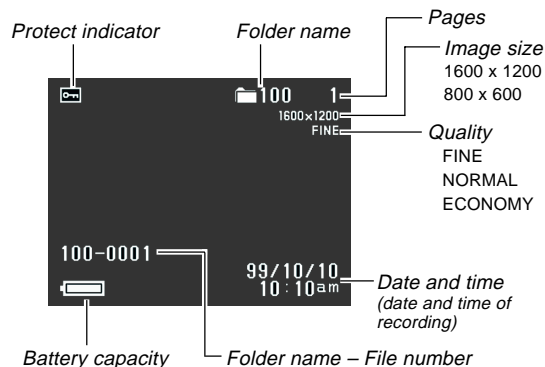 Pages
Protect indicator
Folder name
Image size
1600 x 1200
800 x 600
100 1
1600×1200
FINE
Quality
FINE
NORMAL
ECONOMY
100-0001
99/10/10
10:10am
Date and time
(date and time of
recording)
Battery capacity
Folder name – File number